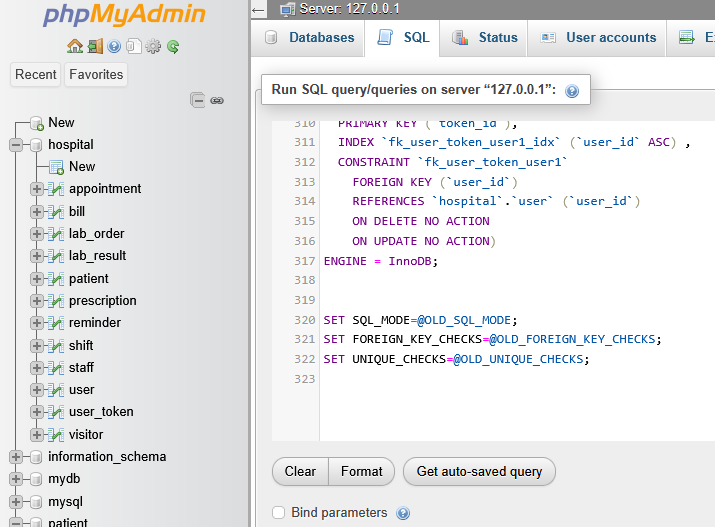 phpMyAdmin
Recent Favorites
New
hospital
New
appointment
bill
lab_order
lab_result
patient
prescription
reminder
shift
staff
user
user_token
visitor
information_schema
mydb
mysql
patient
Server: 127.0.0.1
Databases SQL Status User accounts
Run SQL query/queries on server “127.0.0.1”:
310 PRIMARY KEY (`token_id`),
311 INDEX `fk_user_token_user1_idx` (`user_id` ASC) ,
312 CONSTRAINT `fk_user_token_user1`
313 FOREIGN KEY (`user_id`)
314 REFERENCES `hospital`.`user` (`user_id`)
315 ON DELETE NO ACTION
316 ON UPDATE NO ACTION)
317 ENGINE = InnoDB;
318
319
320 SET SQL_MODE=@OLD_SQL_MODE;
321 SET FOREIGN_KEY_CHECKS=@OLD_FOREIGN_KEY_CHECKS;
322 SET UNIQUE_CHECKS=@OLD_UNIQUE_CHECKS;
323
Clear Format Get auto-saved query
Bind parameters